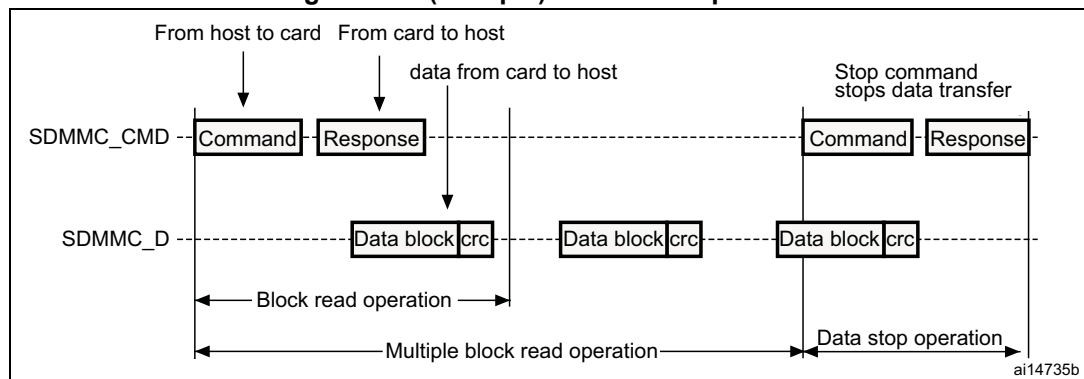 From host to card From card to host
data from card to host
Stop command
stops data transfer
SDMMC_CMD Command Response Command Response
SDMMC_D Data block crc Data block crc Data block crc
Block read operation
Data stop operation
Multiple block read operation
ai14735b